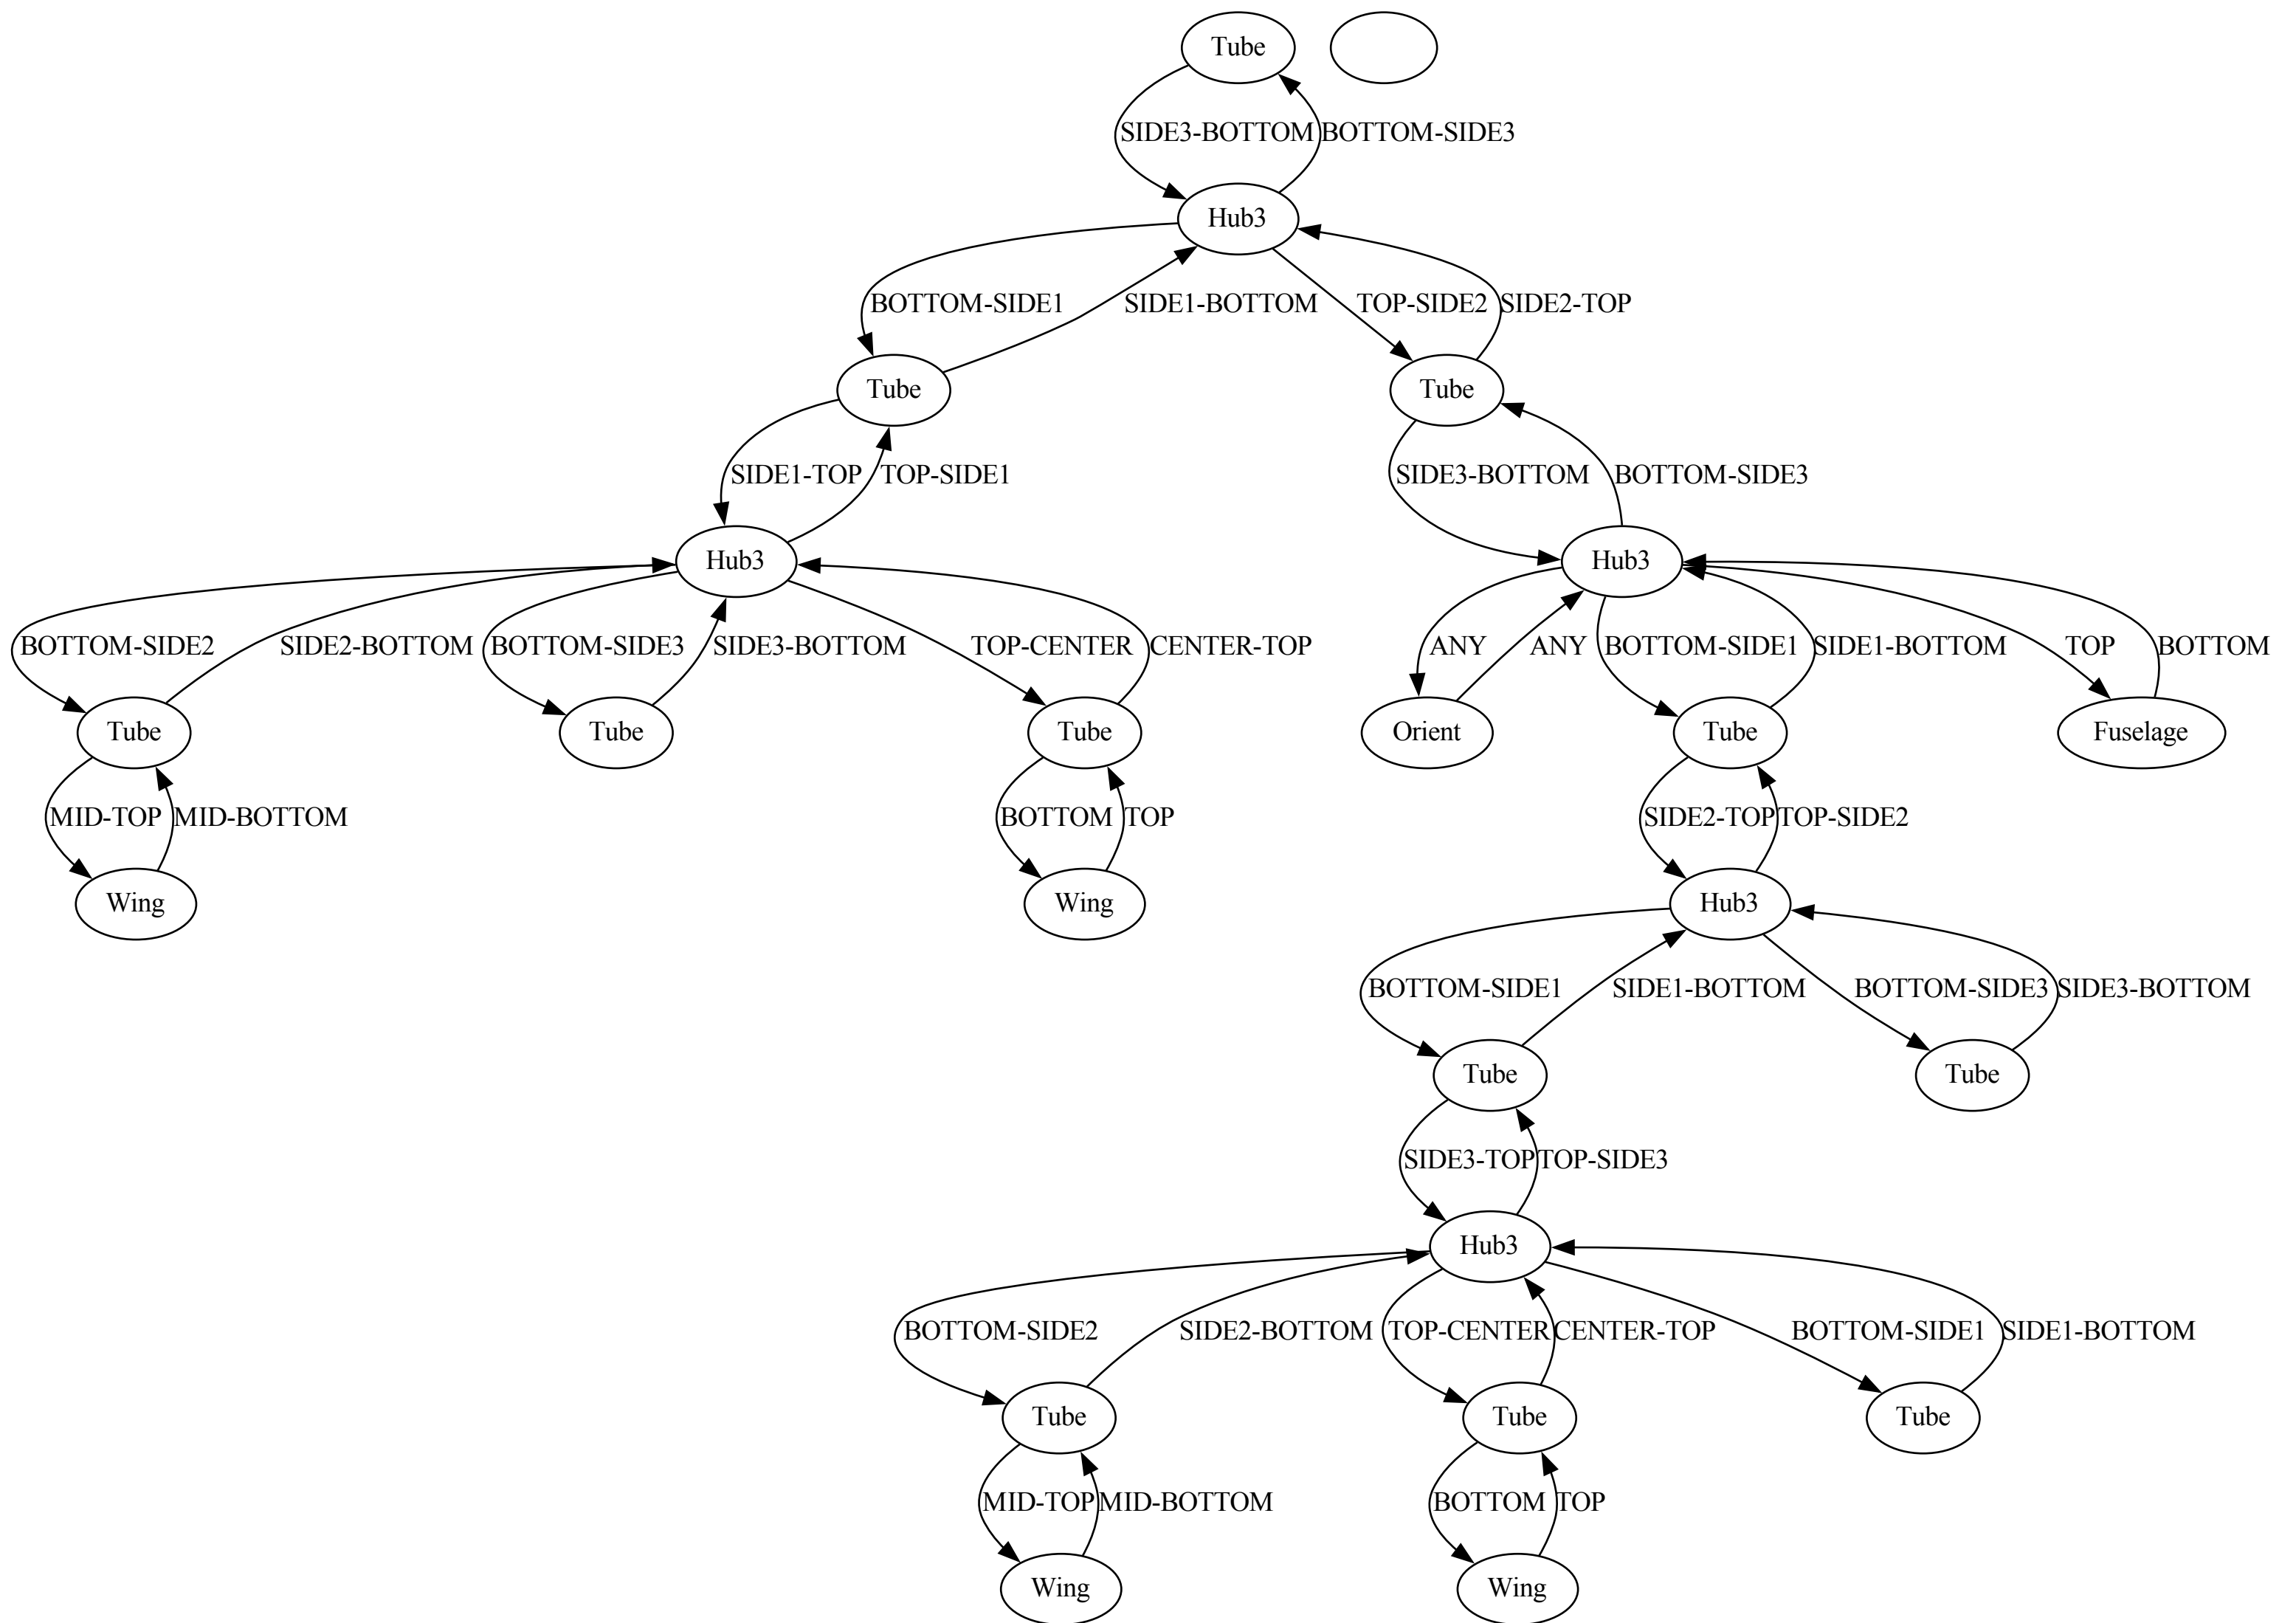 Tube
SIDE3-BOTTOM BOTTOM-SIDE3
Hub3
BOTTOM-SIDE1 SIDE1-BOTTOM TOP-SIDE2 SIDE2-TOP
Tube Tube
SIDE1-TOP TOP-SIDE1 SIDE3-BOTTOM BOTTOM-SIDE3
Hub3 Hub3
BOTTOM-SIDE2 SIDE2-BOTTOM BOTTOM-SIDE3 SIDE3-BOTTOM TOP-CENTER CENTER-TOP ANY ANY BOTTOM-SIDE1 SIDE1-BOTTOM TOP BOTTOM
Tube Tube Tube Orient Tube Fuselage
MID-TOP MID-BOTTOM BOTTOM TOP SIDE2-TOP TOP-SIDE2
Wing Wing Hub3
BOTTOM-SIDE1 SIDE1-BOTTOM BOTTOM-SIDE3 SIDE3-BOTTOM
Tube Tube
SIDE3-TOP TOP-SIDE3
Hub3
BOTTOM-SIDE2 SIDE2-BOTTOM TOP-CENTER CENTER-TOP BOTTOM-SIDE1 SIDE1-BOTTOM
Tube Tube Tube
MID-TOP MID-BOTTOM BOTTOM TOP
Wing Wing